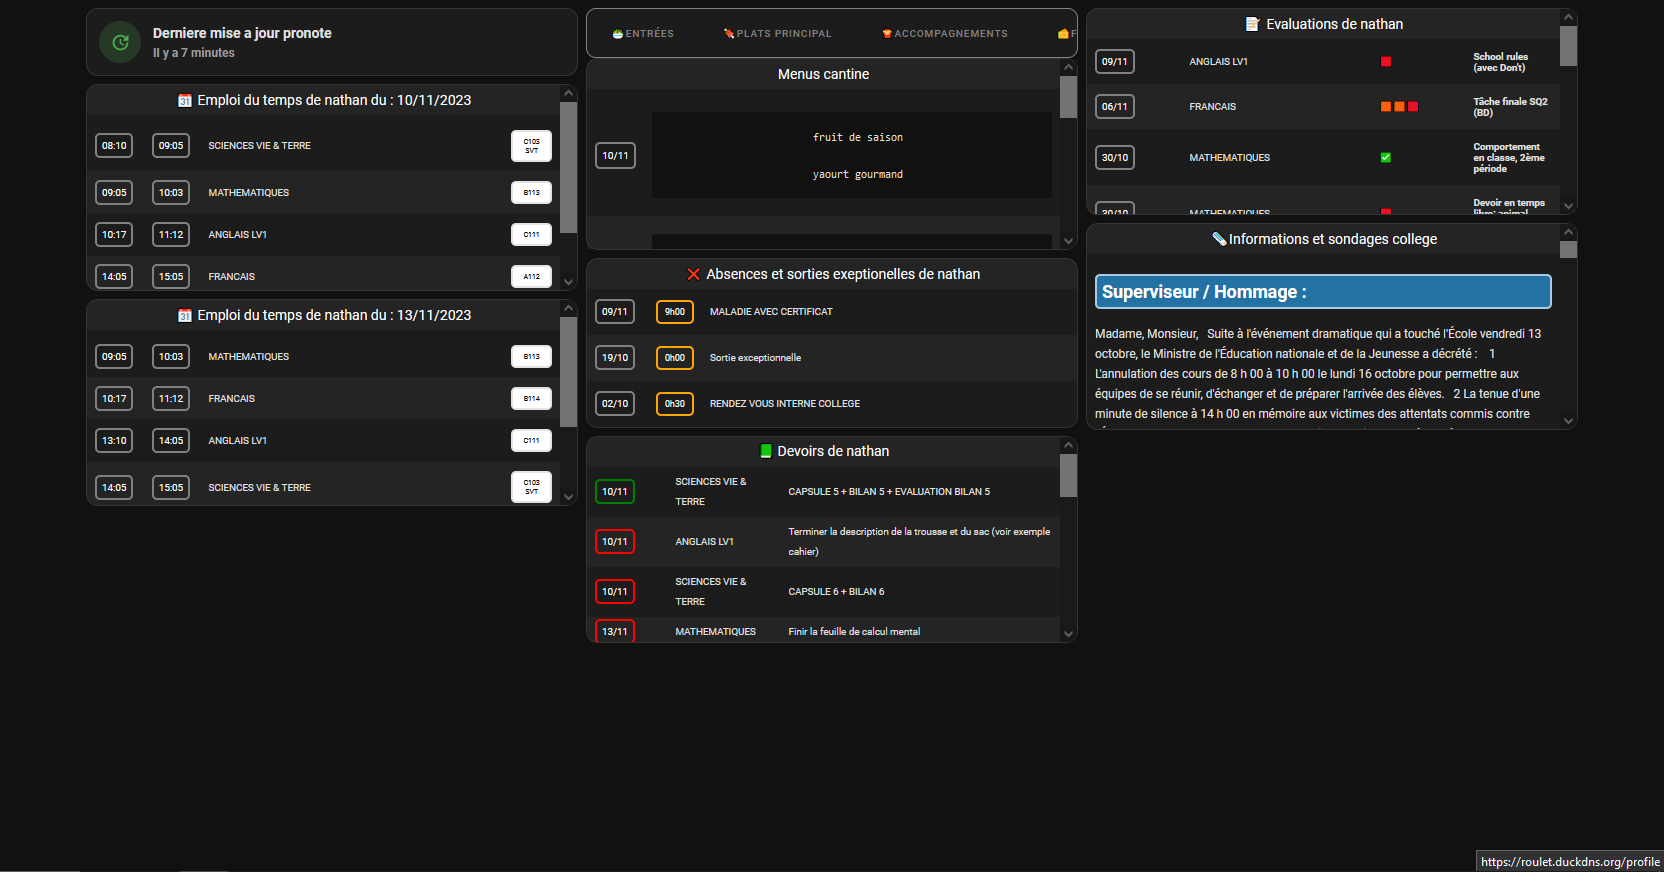 Derniere mise a jour pronote
Il y a 7 minutes
Emploi du temps de nathan du : 10/11/2023
08:10 09:05 SCIENCES VIE & TERRE C103 SVT
09:05 10:03 MATHEMATIQUES B113
10:17 11:12 ANGLAIS LV1 C111
14:05 15:05 FRANCAIS A112
Emploi du temps de nathan du : 13/11/2023
09:05 10:03 MATHEMATIQUES B113
10:17 11:12 FRANCAIS B114
13:10 14:05 ANGLAIS LV1 C111
14:05 15:05 SCIENCES VIE & TERRE C103 SVT
ENTRÉES PLATS PRINCIPAL ACCOMPAGNEMENTS F
Menus cantine
10/11
fruit de saison
yaourt gourmand
Absences et sorties exeptionelles de nathan
09/11 9h00 MALADIE AVEC CERTIFICAT
19/10 0h00 Sortie exceptionnelle
02/10 0h30 RENDEZ VOUS INTERNE COLLEGE
Devoirs de nathan
10/11 SCIENCES VIE & TERRE CAPSULE 5 + BILAN 5 + EVALUATION BILAN 5
10/11 ANGLAIS LV1 Terminer la description de la trousse et du sac (voir exemple cahier)
10/11 SCIENCES VIE & TERRE CAPSULE 6 + BILAN 6
13/11 MATHEMATIQUES Finir la feuille de calcul mental
Evaluations de nathan
09/11 ANGLAIS LV1 School rules (avec Don't)
06/11 FRANCAIS Tâche finale SQ2 (BD)
30/10 MATHEMATIQUES Comportement en classe, 2ème période
30/10 MATHEMATIQUES Devoir en temps libre: animal
Informations et sondages college
Superviseur / Hommage :
Madame, Monsieur, Suite à l'événement dramatique qui a touché l'École vendredi 13
octobre, le Ministre de l'Éducation nationale et de la Jeunesse a décrété : 1
L'annulation des cours de 8 h 00 à 10 h 00 le lundi 16 octobre pour permettre aux
équipes de se réunir, d'échanger et de préparer l'arrivée des élèves. 2 La tenue d'une
minute de silence à 14 h 00 en mémoire aux victimes des attentats commis contre
https://roulet.duckdns.org/profile